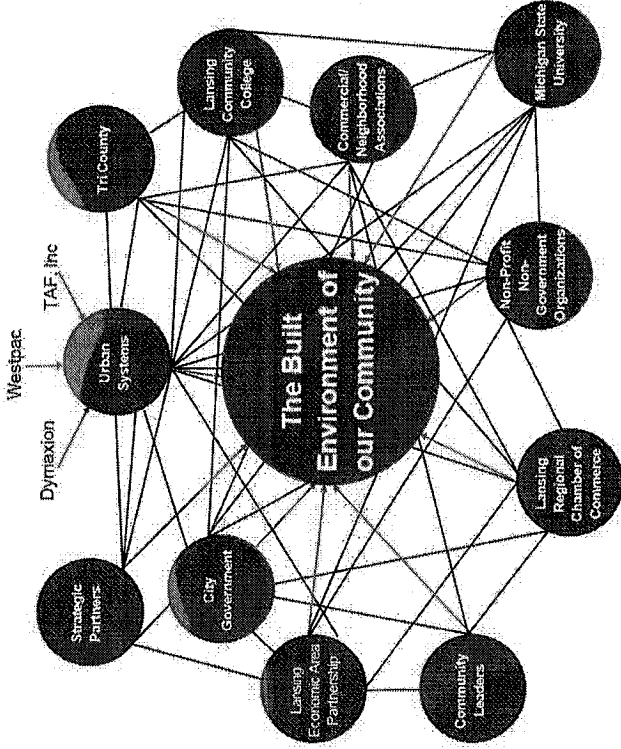 Westpac
Dymaxion
TAF, Inc
Strategic
Partners
Urban
Systems
Tri County
City
Government
Lansing
Community
College
Lansing
Economic Area
Partnership
The Built
Environment of
our Community
Commercial/
Neighborhood
Associations
Community
Leaders
Lansing
Regional
Chamber of
Commerce
Non-Profit
Non-
Government
Organizations
Michigan State
University